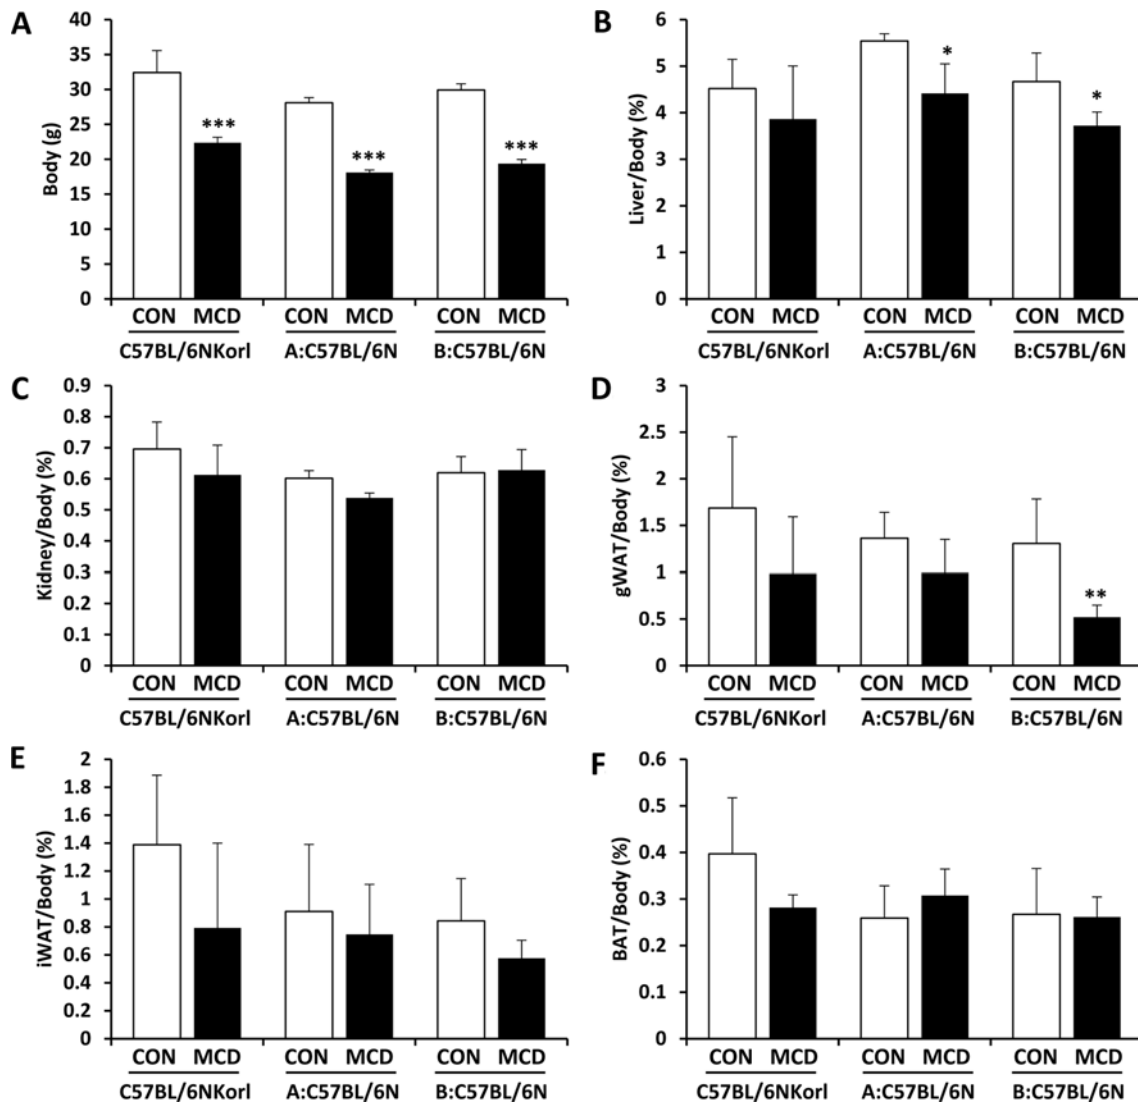 A
Body (g)
40
35
30
25
20
15
10
5
0
***
***
***
CON MCD CON MCD CON MCD
C57BL/6NKorl A:C57BL/6N B:C57BL/6N
B
Liver/Body (%)
6
5
4
3
2
1
0
*
*
CON MCD CON MCD CON MCD
C57BL/6NKorl A:C57BL/6N B:C57BL/6N
C
Kidney/Body (%)
0.9
0.8
0.7
0.6
0.5
0.4
0.3
0.2
0.1
0
CON MCD CON MCD CON MCD
C57BL/6NKorl A:C57BL/6N B:C57BL/6N
D
gWAT/Body (%)
3
2.5
2
1.5
1
0.5
0
**
CON MCD CON MCD CON MCD
C57BL/6NKorl A:C57BL/6N B:C57BL/6N
E
iWAT/Body (%)
2
1.8
1.6
1.4
1.2
1
0.8
0.6
0.4
0.2
0
CON MCD CON MCD CON MCD
C57BL/6NKorl A:C57BL/6N B:C57BL/6N
F
BAT/Body (%)
0.6
0.5
0.4
0.3
0.2
0.1
0
CON MCD CON MCD CON MCD
C57BL/6NKorl A:C57BL/6N B:C57BL/6N